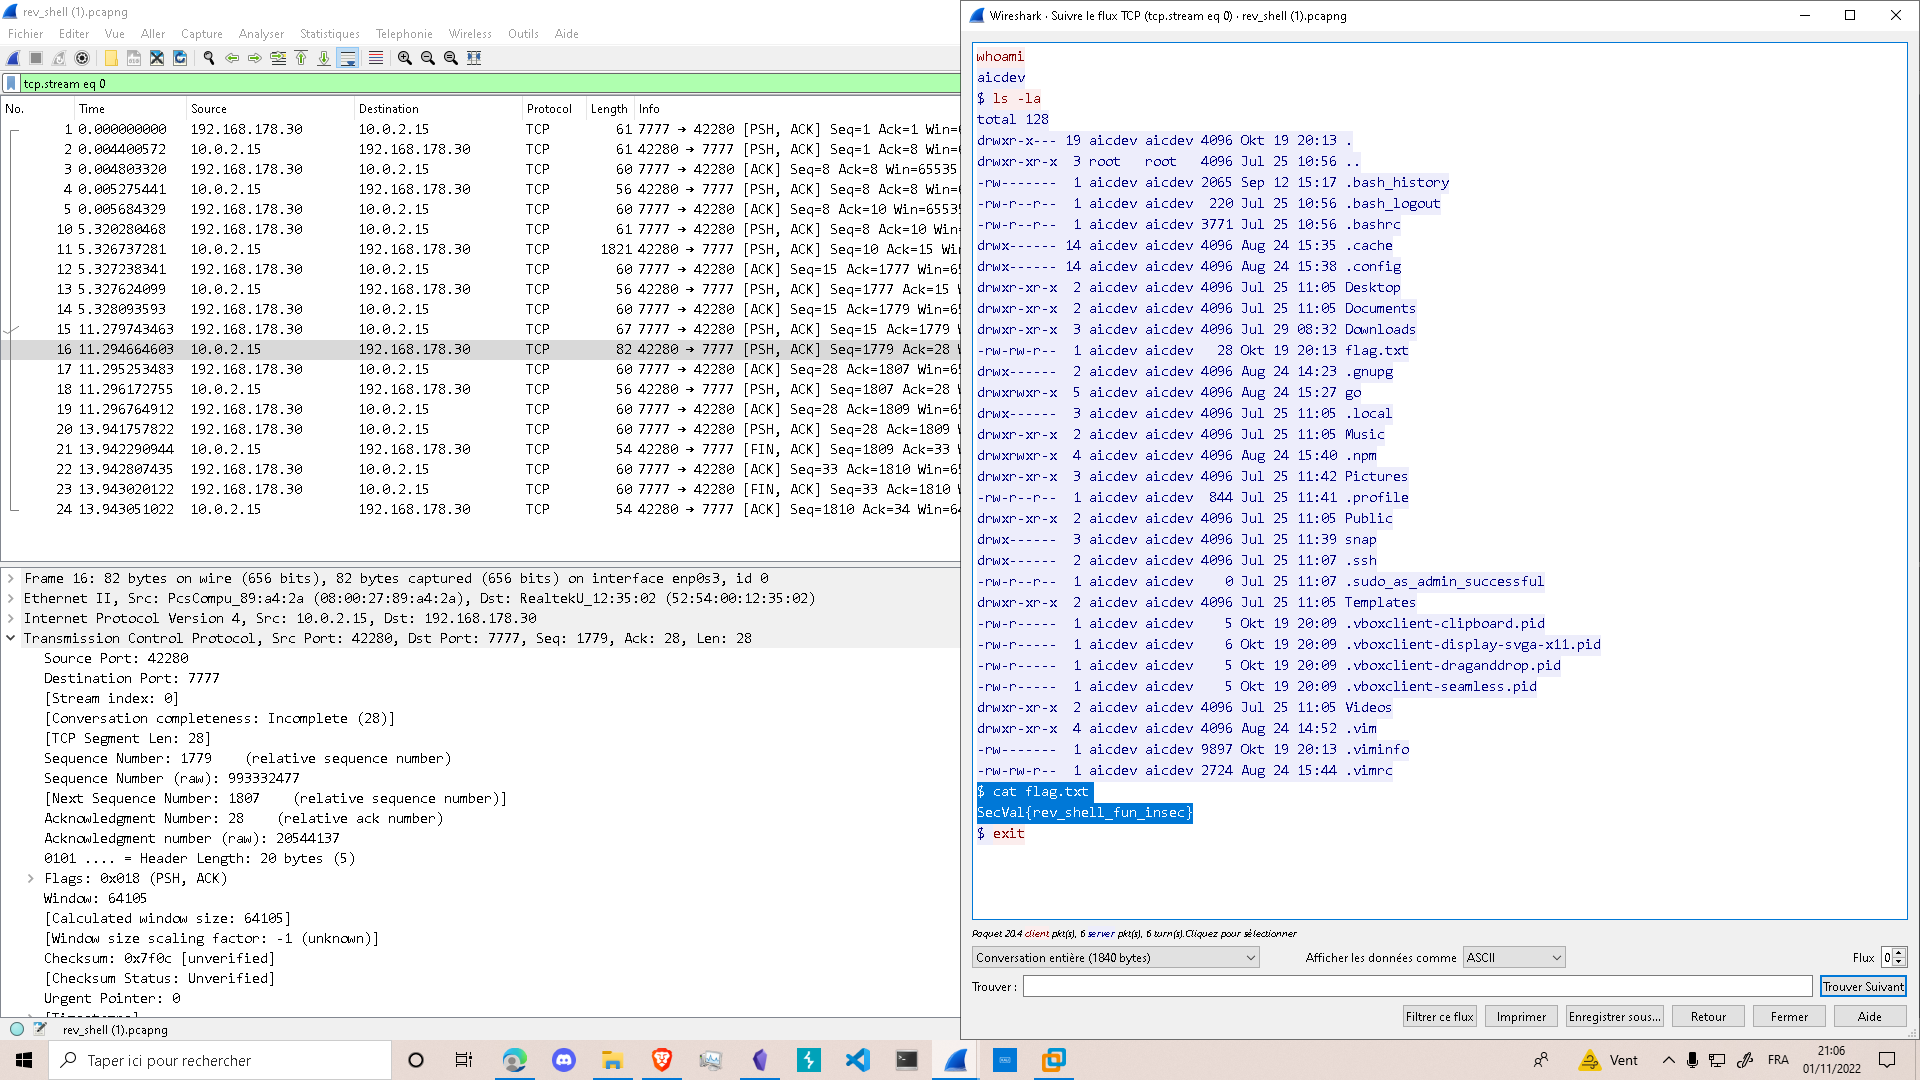 rev_shell (1).pcapng
Fichier Editer Vue Aller Capture Analyser Statistiques Telephonie Wireless Outils Aide
tcp.stream eq 0
No. Time Source Destination Protocol Length Info
1 0.000000000 192.168.178.30 10.0.2.15 TCP 61 7777 → 42280 [PSH, ACK] Seq=1 Ack=1 Win=
2 0.004400572 10.0.2.15 192.168.178.30 TCP 61 42280 → 7777 [PSH, ACK] Seq=1 Ack=8 Win=
3 0.004803320 192.168.178.30 10.0.2.15 TCP 60 7777 → 42280 [ACK] Seq=8 Ack=8 Win=65535
4 0.005275441 10.0.2.15 192.168.178.30 TCP 56 42280 → 7777 [PSH, ACK] Seq=8 Ack=8 Win=
5 0.005684329 192.168.178.30 10.0.2.15 TCP 60 7777 → 42280 [ACK] Seq=8 Ack=10 Win=6553
10 5.320280468 192.168.178.30 10.0.2.15 TCP 61 7777 → 42280 [PSH, ACK] Seq=8 Ack=10 Win
11 5.326737281 10.0.2.15 192.168.178.30 TCP 1821 42280 → 7777 [PSH, ACK] Seq=10 Ack=15 Wi
12 5.327238341 192.168.178.30 10.0.2.15 TCP 60 7777 → 42280 [ACK] Seq=15 Ack=1777 Win=6
13 5.327624099 10.0.2.15 192.168.178.30 TCP 56 42280 → 7777 [PSH, ACK] Seq=1777 Ack=15 W
14 5.328093593 192.168.178.30 10.0.2.15 TCP 60 7777 → 42280 [ACK] Seq=15 Ack=1779 Win=6
15 11.279743463 192.168.178.30 10.0.2.15 TCP 67 7777 → 42280 [PSH, ACK] Seq=15 Ack=1779
16 11.294664603 10.0.2.15 192.168.178.30 TCP 82 42280 → 7777 [PSH, ACK] Seq=1779 Ack=28
17 11.295253483 192.168.178.30 10.0.2.15 TCP 60 7777 → 42280 [ACK] Seq=28 Ack=1807 Win=6
18 11.296172755 10.0.2.15 192.168.178.30 TCP 56 42280 → 7777 [PSH, ACK] Seq=1807 Ack=28
19 11.296764912 192.168.178.30 10.0.2.15 TCP 60 7777 → 42280 [ACK] Seq=28 Ack=1809 Win=6
20 13.941757822 192.168.178.30 10.0.2.15 TCP 60 7777 → 42280 [PSH, ACK] Seq=28 Ack=1809
21 13.942290944 10.0.2.15 192.168.178.30 TCP 54 42280 → 7777 [FIN, ACK] Seq=1809 Ack=33
22 13.942807435 192.168.178.30 10.0.2.15 TCP 60 7777 → 42280 [ACK] Seq=33 Ack=1810 Win=6
23 13.943020122 192.168.178.30 10.0.2.15 TCP 60 7777 → 42280 [FIN, ACK] Seq=33 Ack=1810
24 13.943051022 10.0.2.15 192.168.178.30 TCP 54 42280 → 7777 [ACK] Seq=1810 Ack=34 Win=6
Frame 16: 82 bytes on wire (656 bits), 82 bytes captured (656 bits) on interface enp0s3, id 0
Ethernet II, Src: PcsCompu_89:a4:2a (08:00:27:89:a4:2a), Dst: RealtekU_12:35:02 (52:54:00:12:35:02)
Internet Protocol Version 4, Src: 10.0.2.15, Dst: 192.168.178.30
Transmission Control Protocol, Src Port: 42280, Dst Port: 7777, Seq: 1779, Ack: 28, Len: 28
Source Port: 42280
Destination Port: 7777
[Stream index: 0]
[Conversation completeness: Incomplete (28)]
[TCP Segment Len: 28]
Sequence Number: 1779 (relative sequence number)
Sequence Number (raw): 993332477
[Next Sequence Number: 1807 (relative sequence number)]
Acknowledgment Number: 28 (relative ack number)
Acknowledgment number (raw): 20544137
0101 .... = Header Length: 20 bytes (5)
Flags: 0x018 (PSH, ACK)
Window: 64105
[Calculated window size: 64105]
[Window size scaling factor: -1 (unknown)]
Checksum: 0x7f0c [unverified]
[Checksum Status: Unverified]
Urgent Pointer: 0
rev_shell (1).pcapng
Wireshark · Suivre le flux TCP (tcp.stream eq 0) · rev_shell (1).pcapng
whoami
aicdev
$ ls -la
total 128
drwxr-x--- 19 aicdev aicdev 4096 Okt 19 20:13 .
drwxr-xr-x 3 root root 4096 Jul 25 10:56 ..
-rw------- 1 aicdev aicdev 2065 Sep 12 15:17 .bash_history
-rw-r--r-- 1 aicdev aicdev 220 Jul 25 10:56 .bash_logout
-rw-r--r-- 1 aicdev aicdev 3771 Jul 25 10:56 .bashrc
drwx------ 14 aicdev aicdev 4096 Aug 24 15:35 .cache
drwx------ 14 aicdev aicdev 4096 Aug 24 15:38 .config
drwxr-xr-x 2 aicdev aicdev 4096 Jul 25 11:05 Desktop
drwxr-xr-x 2 aicdev aicdev 4096 Jul 25 11:05 Documents
drwxr-xr-x 3 aicdev aicdev 4096 Jul 29 08:32 Downloads
-rw-rw-r-- 1 aicdev aicdev 28 Okt 19 20:13 flag.txt
drwx------ 2 aicdev aicdev 4096 Aug 24 14:23 .gnupg
drwxrwxr-x 5 aicdev aicdev 4096 Aug 24 15:27 go
drwx------ 3 aicdev aicdev 4096 Jul 25 11:05 .local
drwxr-xr-x 2 aicdev aicdev 4096 Jul 25 11:05 Music
drwxrwxr-x 4 aicdev aicdev 4096 Aug 24 15:40 .npm
drwxr-xr-x 3 aicdev aicdev 4096 Jul 25 11:42 Pictures
-rw-r--r-- 1 aicdev aicdev 844 Jul 25 11:41 .profile
drwxr-xr-x 2 aicdev aicdev 4096 Jul 25 11:05 Public
drwx------ 3 aicdev aicdev 4096 Jul 25 11:39 snap
drwx------ 2 aicdev aicdev 4096 Jul 25 11:07 .ssh
-rw-r--r-- 1 aicdev aicdev 0 Jul 25 11:07 .sudo_as_admin_successful
drwxr-xr-x 2 aicdev aicdev 4096 Jul 25 11:05 Templates
-rw-r----- 1 aicdev aicdev 5 Okt 19 20:09 .vboxclient-clipboard.pid
-rw-r----- 1 aicdev aicdev 6 Okt 19 20:09 .vboxclient-display-svga-x11.pid
-rw-r----- 1 aicdev aicdev 5 Okt 19 20:09 .vboxclient-draganddrop.pid
-rw-r----- 1 aicdev aicdev 5 Okt 19 20:09 .vboxclient-seamless.pid
drwxr-xr-x 2 aicdev aicdev 4096 Jul 25 11:05 Videos
drwxr-xr-x 4 aicdev aicdev 4096 Aug 24 14:52 .vim
-rw------- 1 aicdev aicdev 9897 Okt 19 20:13 .viminfo
-rw-rw-r-- 1 aicdev aicdev 2724 Aug 24 15:44 .vimrc
$ cat flag.txt
SecVal{rev_shell_fun_insec}
$ exit
Paquet 20.4 client pkt(s), 6 server pkt(s), 6 turn(s).Cliquez pour sélectionner
Conversation entière (1840 bytes) Afficher les données comme ASCII Flux 0
Trouver : Trouver Suivant
Filtrer ce flux Imprimer Enregistrer sous... Retour Fermer Aide
Taper ici pour rechercher
Vent FRA 21:06
01/11/2022